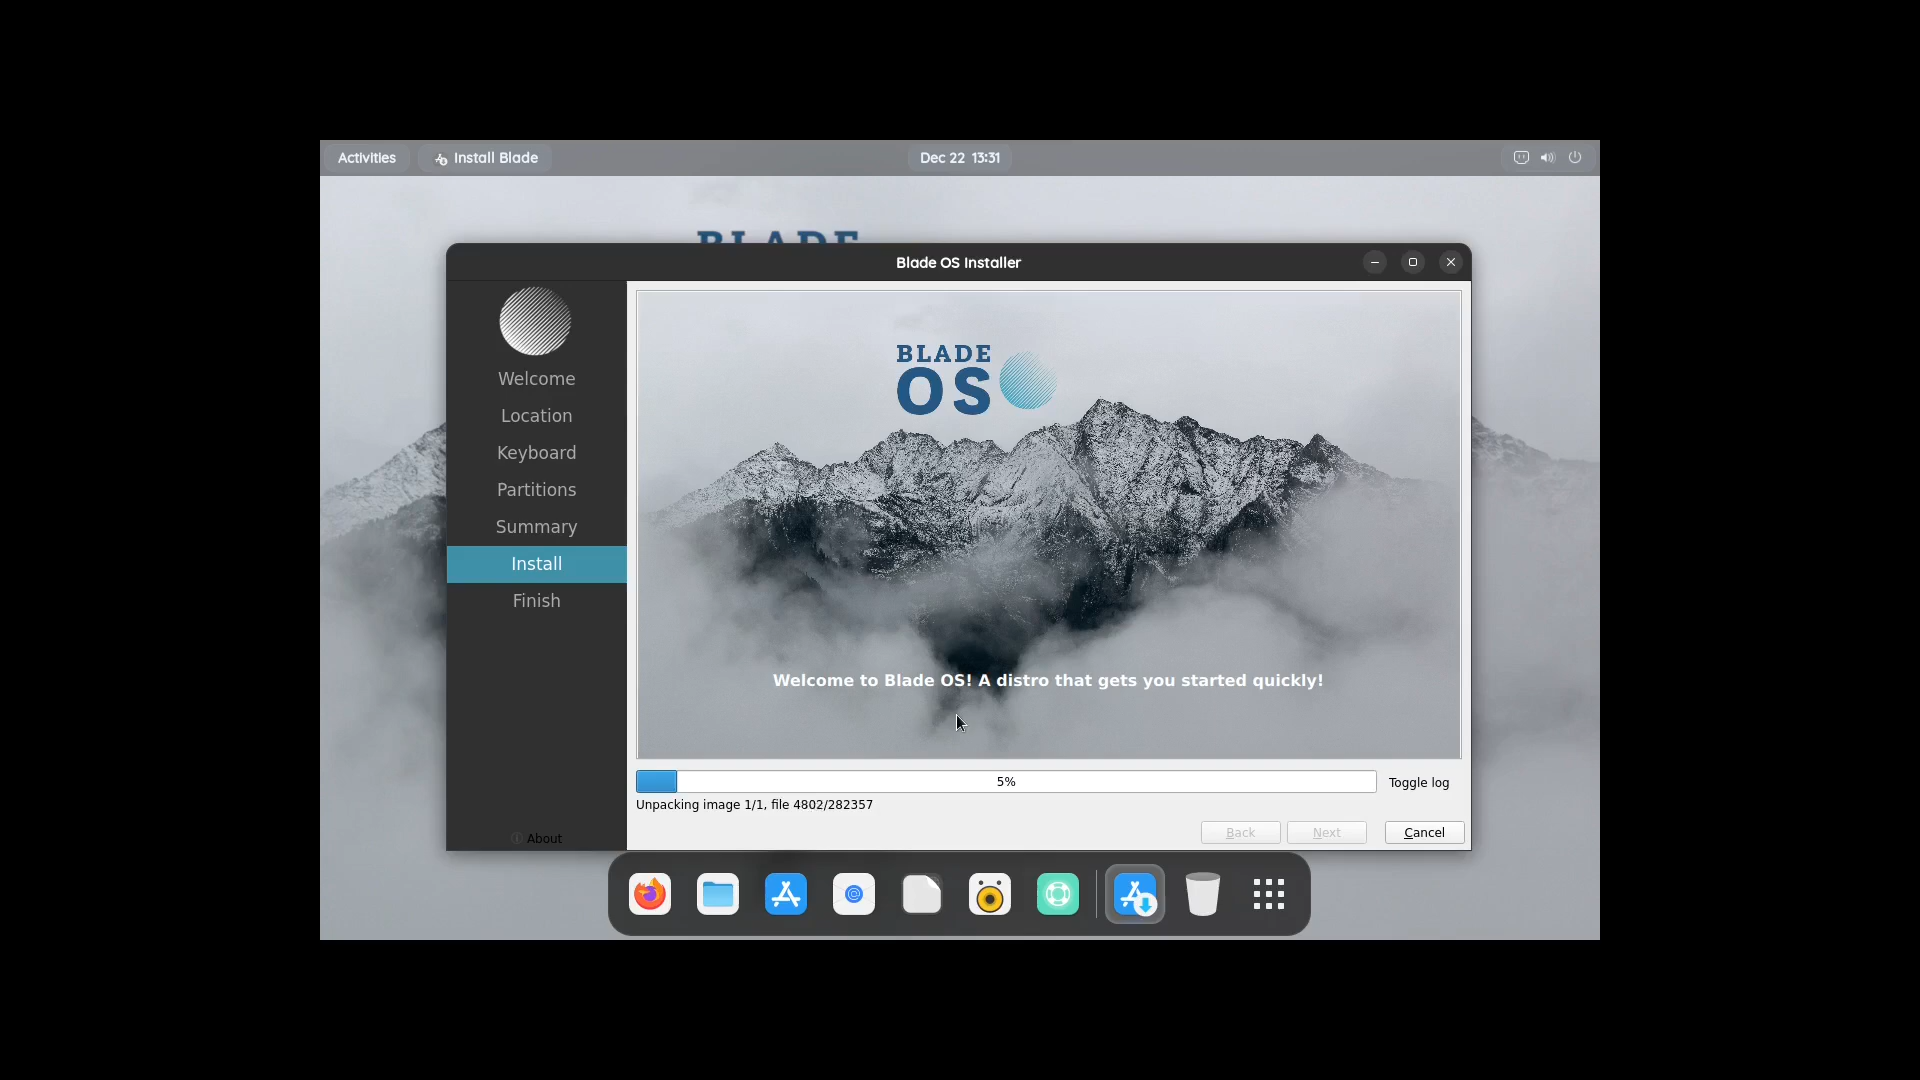 Activities
Install Blade
Dec 22 13:31
BLADE
Blade OS Installer
Welcome
Location
Keyboard
Partitions
Summary
Install
Finish
About
BLADE
OS
Welcome to Blade OS! A distro that gets you started quickly!
5%
Toggle log
Unpacking image 1/1, file 4802/282357
Back
Next
Cancel